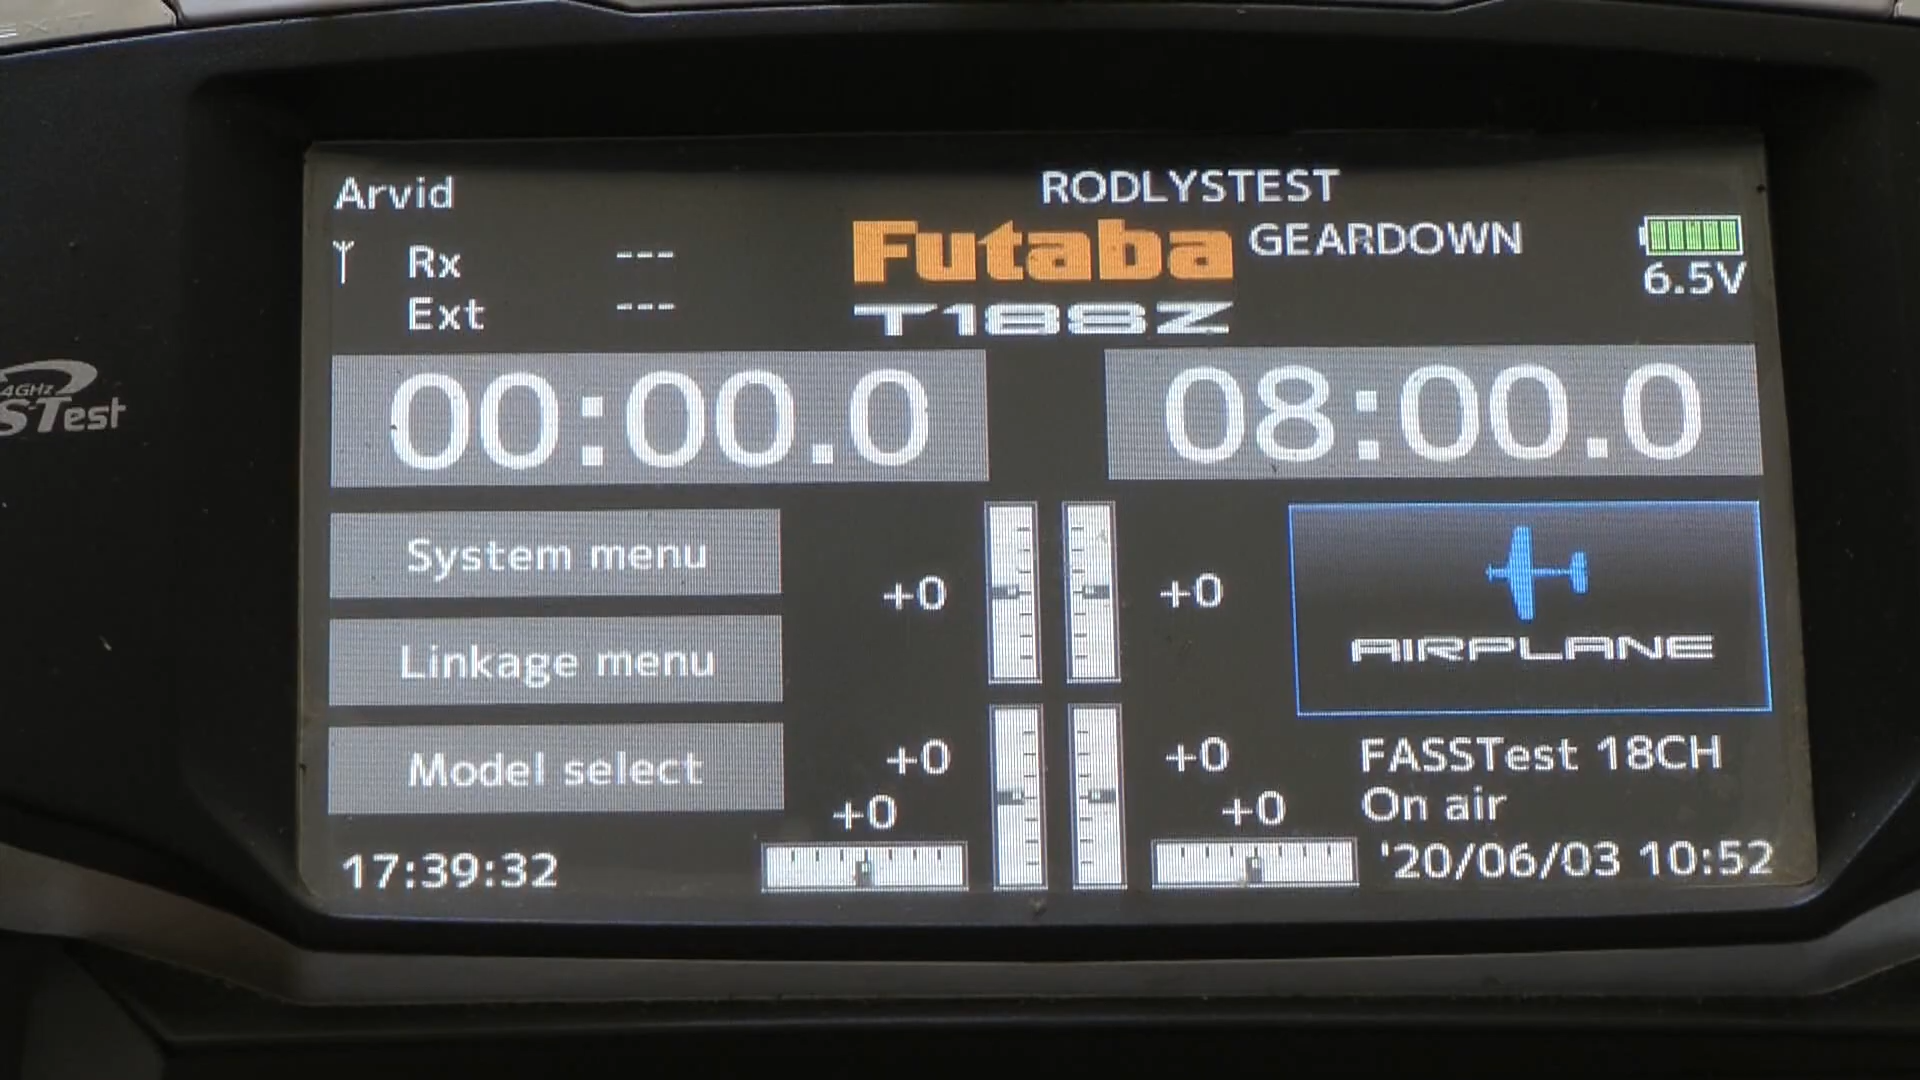 Arvid
RODLYSTEST
Rx ---
Futaba
GEARDOWN
Ext ---
T18SZ
6.5V
4GHz
S-Test
00:00.0
08:00.0
System menu
+0
+0
AIRPLANE
Linkage menu
Model select
+0
+0
+0
+0
FASSTest 18CH
On air
17:39:32
'20/06/03 10:52